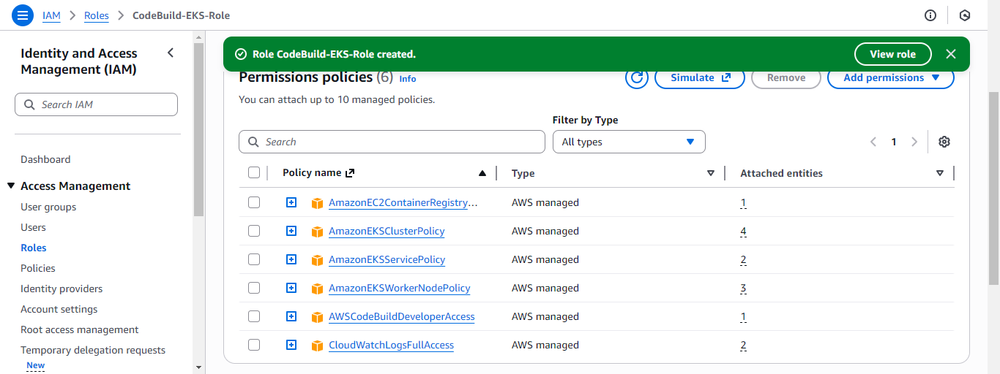 IAM > Roles > CodeBuild-EKS-Role
Identity and Access
Management (IAM)
Search IAM
Dashboard
Access Management
User groups
Users
Roles
Policies
Identity providers
Account settings
Root access management
Temporary delegation requests
New
Role CodeBuild-EKS-Role created.
View role
Permissions policies (6) Info
Simulate
Remove
Add permissions
You can attach up to 10 managed policies.
Filter by Type
Search
All types
1
Policy name Type Attached entities
AmazonEC2ContainerRegistry… AWS managed 1
AmazonEKSClusterPolicy AWS managed 4
AmazonEKSServicePolicy AWS managed 2
AmazonEKSWorkerNodePolicy AWS managed 3
AWSCodeBuildDeveloperAccess AWS managed 1
CloudWatchLogsFullAccess AWS managed 2